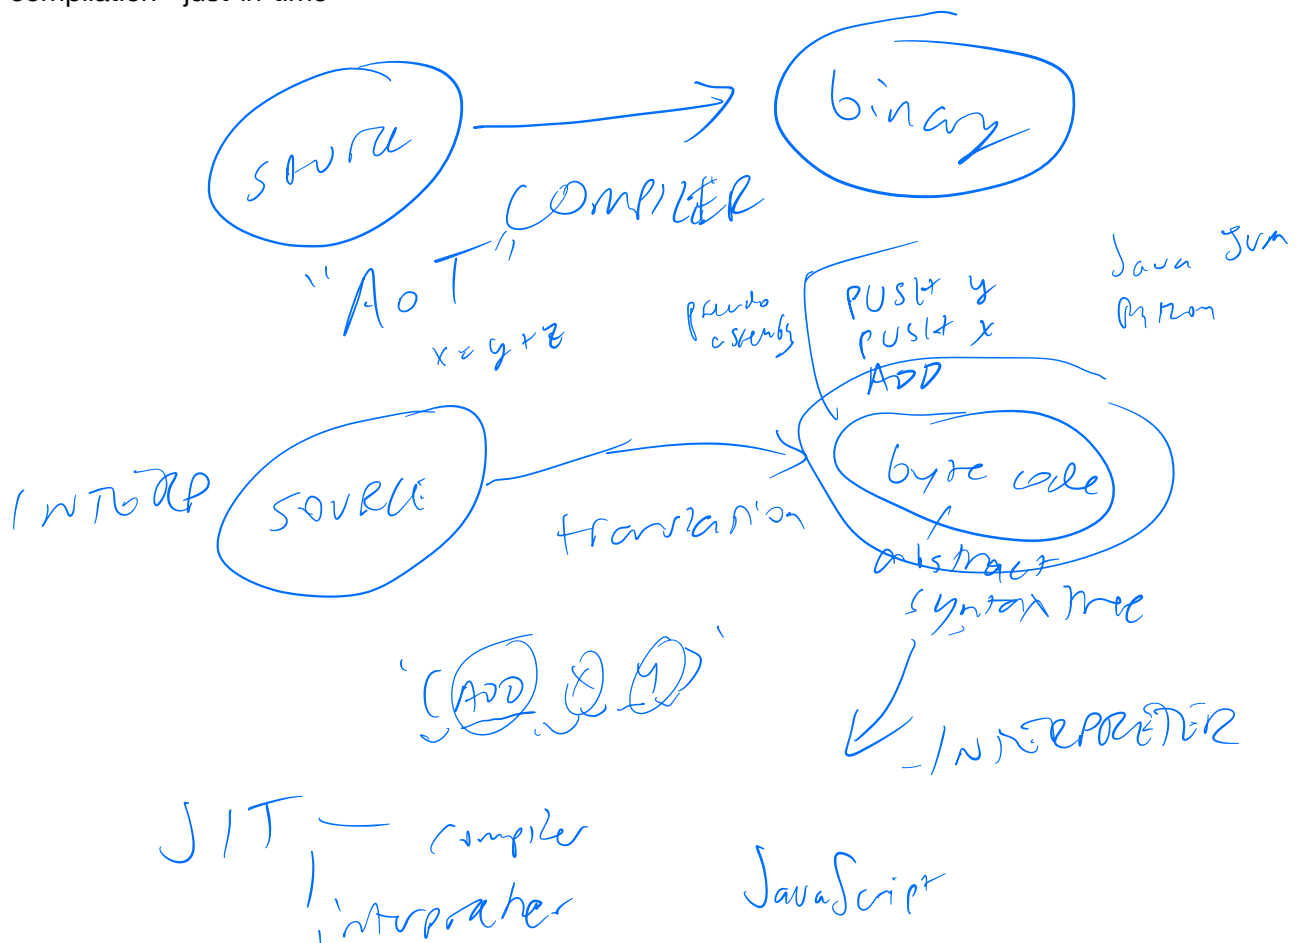 compilation - just-in-time
source
binary
COMPILER
"AOT"
x = y + z
pseudo
assembly
PUSH y
PUSH x
ADD
Java JVM
Python
INTERP
SOURCE
translation
byte code
abstract
syntax tree
'(ADD X Y)'
- INTERPRETER
JIT - compiler
interpreter
JavaScript